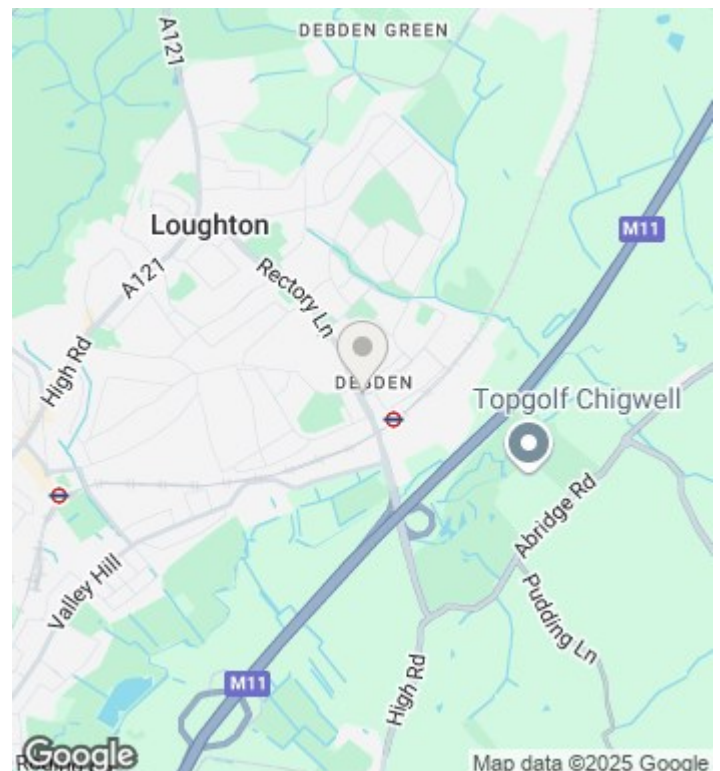 DEBDEN GREEN
A121
Loughton
M11
A121
Rectory Ln
High Rd
DEBDEN
Topgolf Chigwell
Abridge Rd
Valley Hill
Pudding Ln
High Rd
M11
Google
Map data ©2025 Google